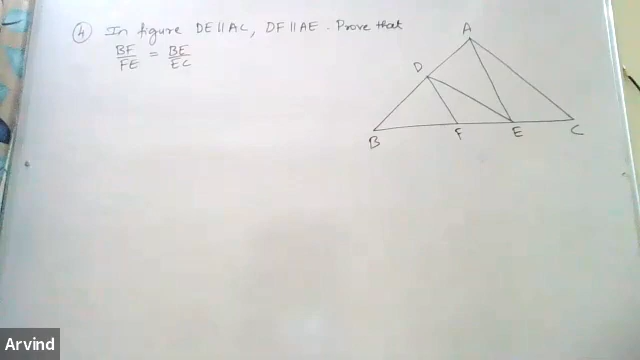 ④ In figure DE||AC, DF||AE. Prove that
BF/FE = BE/EC
A
D
B F E C
Arvind